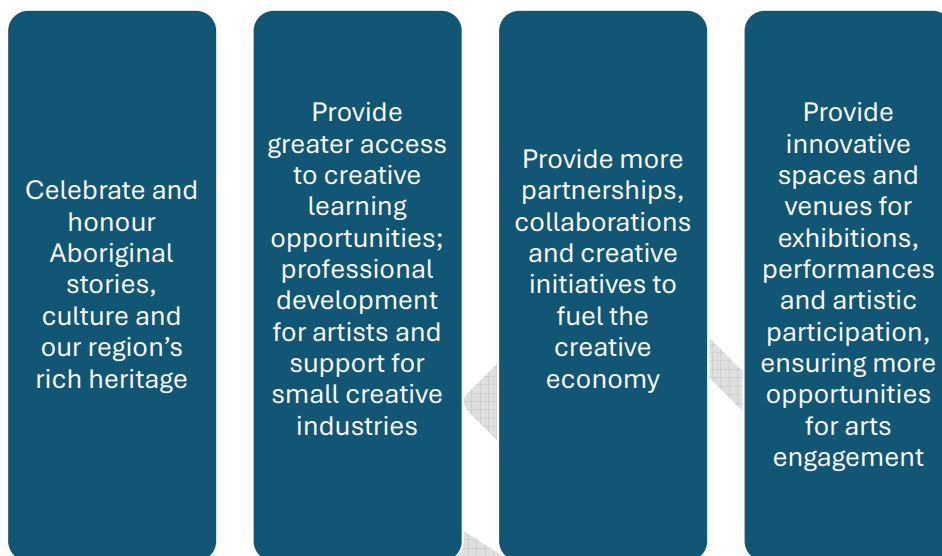 Celebrate and
honour
Aboriginal
stories,
culture and
our region’s
rich heritage
Provide
greater access
to creative
learning
opportunities;
professional
development
for artists and
support for
small creative
industries
Provide more
partnerships,
collaborations
and creative
initiatives to
fuel the
creative
economy
Provide
innovative
spaces and
venues for
exhibitions,
performances
and artistic
participation,
ensuring more
opportunities
for arts
engagement